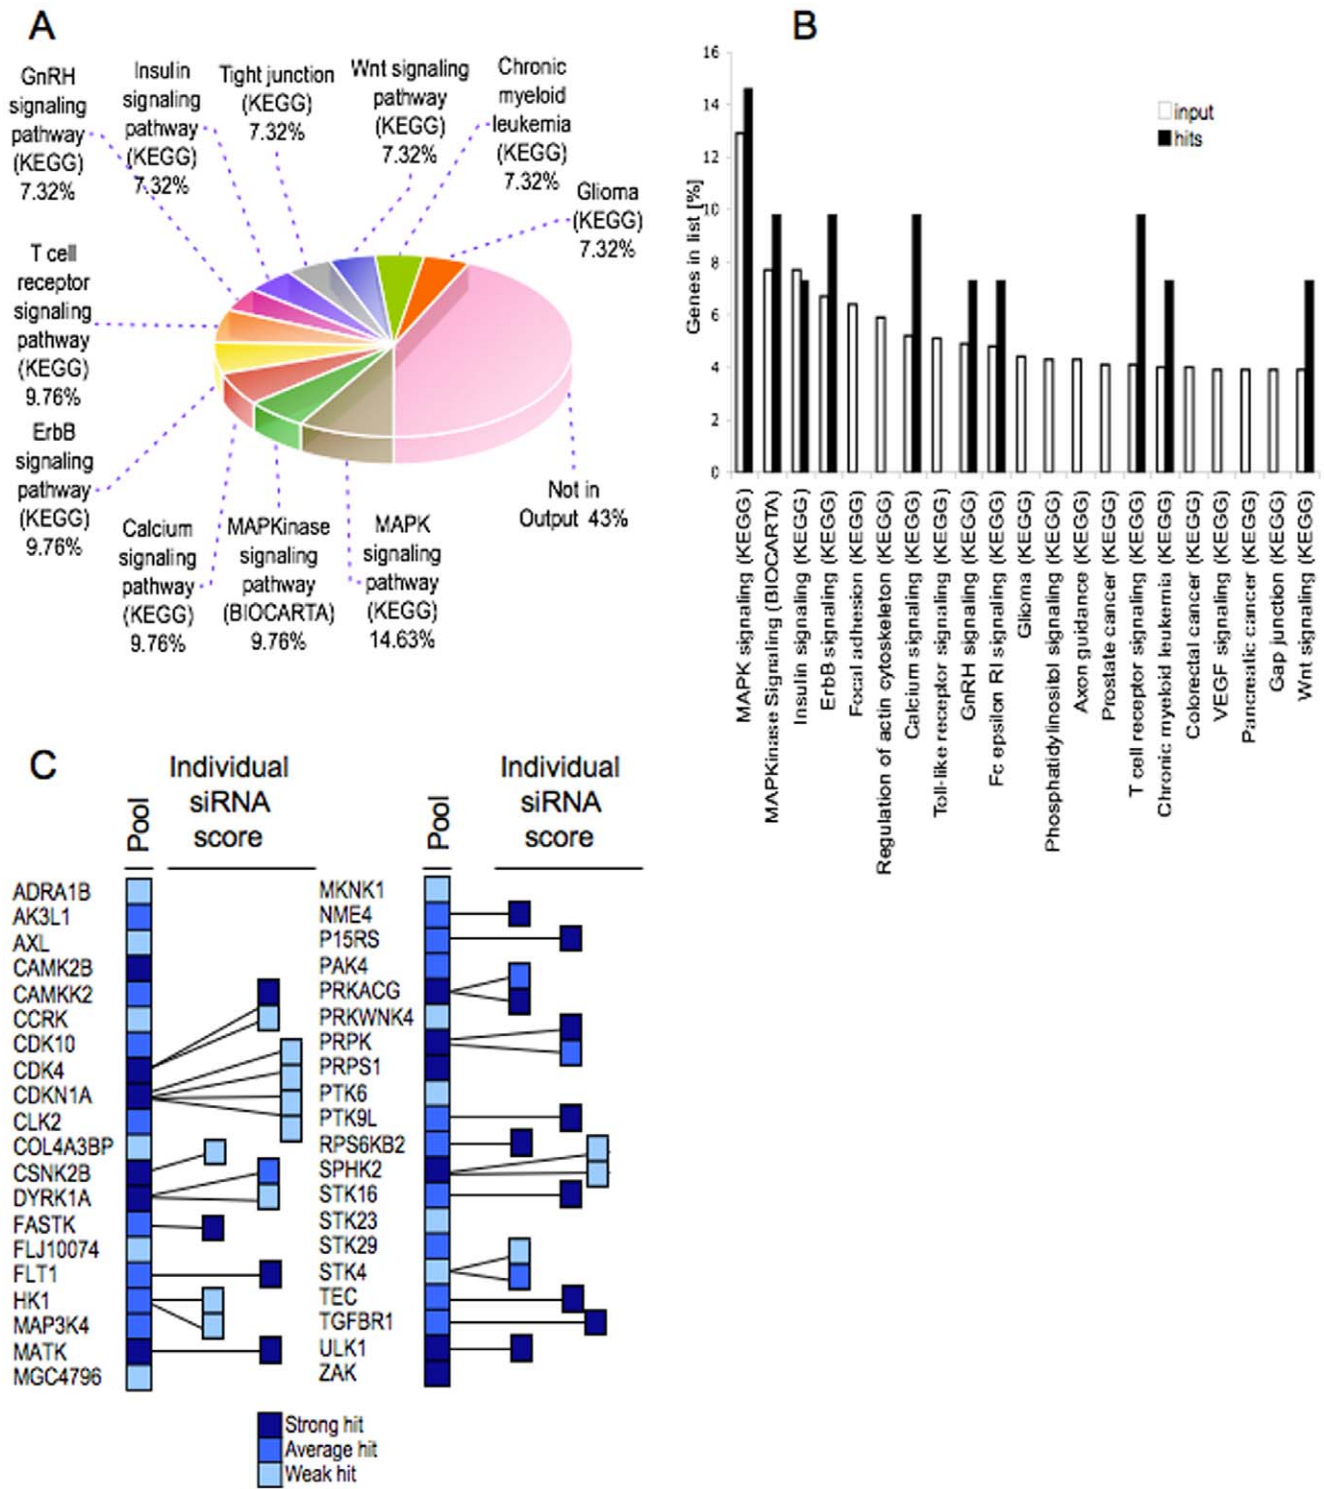 A
GnRH
signaling
pathway
(KEGG)
7.32%
Insulin
signaling
pathway
(KEGG)
7.32%
Tight junction
(KEGG)
7.32%
Wnt signaling
pathway
(KEGG)
7.32%
Chronic
myeloid
leukemia
(KEGG)
7.32%
Glioma
(KEGG)
7.32%
T cell
receptor
signaling
pathway
(KEGG)
9.76%
ErbB
signaling
pathway
(KEGG)
9.76%
Calcium
signaling
pathway
(KEGG)
9.76%
MAPKinase
signaling
pathway
(BIOCARTA)
9.76%
MAPK
signaling
pathway
(KEGG)
14.63%
Not in
Output 43%
B
Genes in list [%]
16
14
12
10
8
6
4
2
0
input
hits
MAPK signaling (KEGG)
MAPKinase Signaling (BIOCARTA)
Insulin signaling (KEGG)
ErbB signaling (KEGG)
Focal adhesion (KEGG)
Regulation of actin cytoskeleton (KEGG)
Calcium signaling (KEGG)
Toll-like receptor signaling (KEGG)
GnRH signaling (KEGG)
Fc epsilon RI signaling (KEGG)
Glioma (KEGG)
Phosphatidylinositol signaling (KEGG)
Axon guidance (KEGG)
Prostate cancer (KEGG)
T cell receptor signaling (KEGG)
Chronic myeloid leukemia (KEGG)
Colorectal cancer (KEGG)
VEGF signaling (KEGG)
Pancreatic cancer (KEGG)
Gap junction (KEGG)
Wnt signaling (KEGG)
C
Pool
Individual
siRNA
score
ADRA1B
AK3L1
AXL
CAMK2B
CAMKK2
CCRK
CDK10
CDK4
CDKN1A
CLK2
COL4A3BP
CSNK2B
DYRK1A
FASTK
FLJ10074
FLT1
HK1
MAP3K4
MATK
MGC4796
Pool
Individual
siRNA
score
MKNK1
NME4
P15RS
PAK4
PRKACG
PRKWNK4
PRPK
PRPS1
PTK6
PTK9L
RPS6KB2
SPHK2
STK16
STK23
STK29
STK4
TEC
TGFBR1
ULK1
ZAK
Strong hit
Average hit
Weak hit